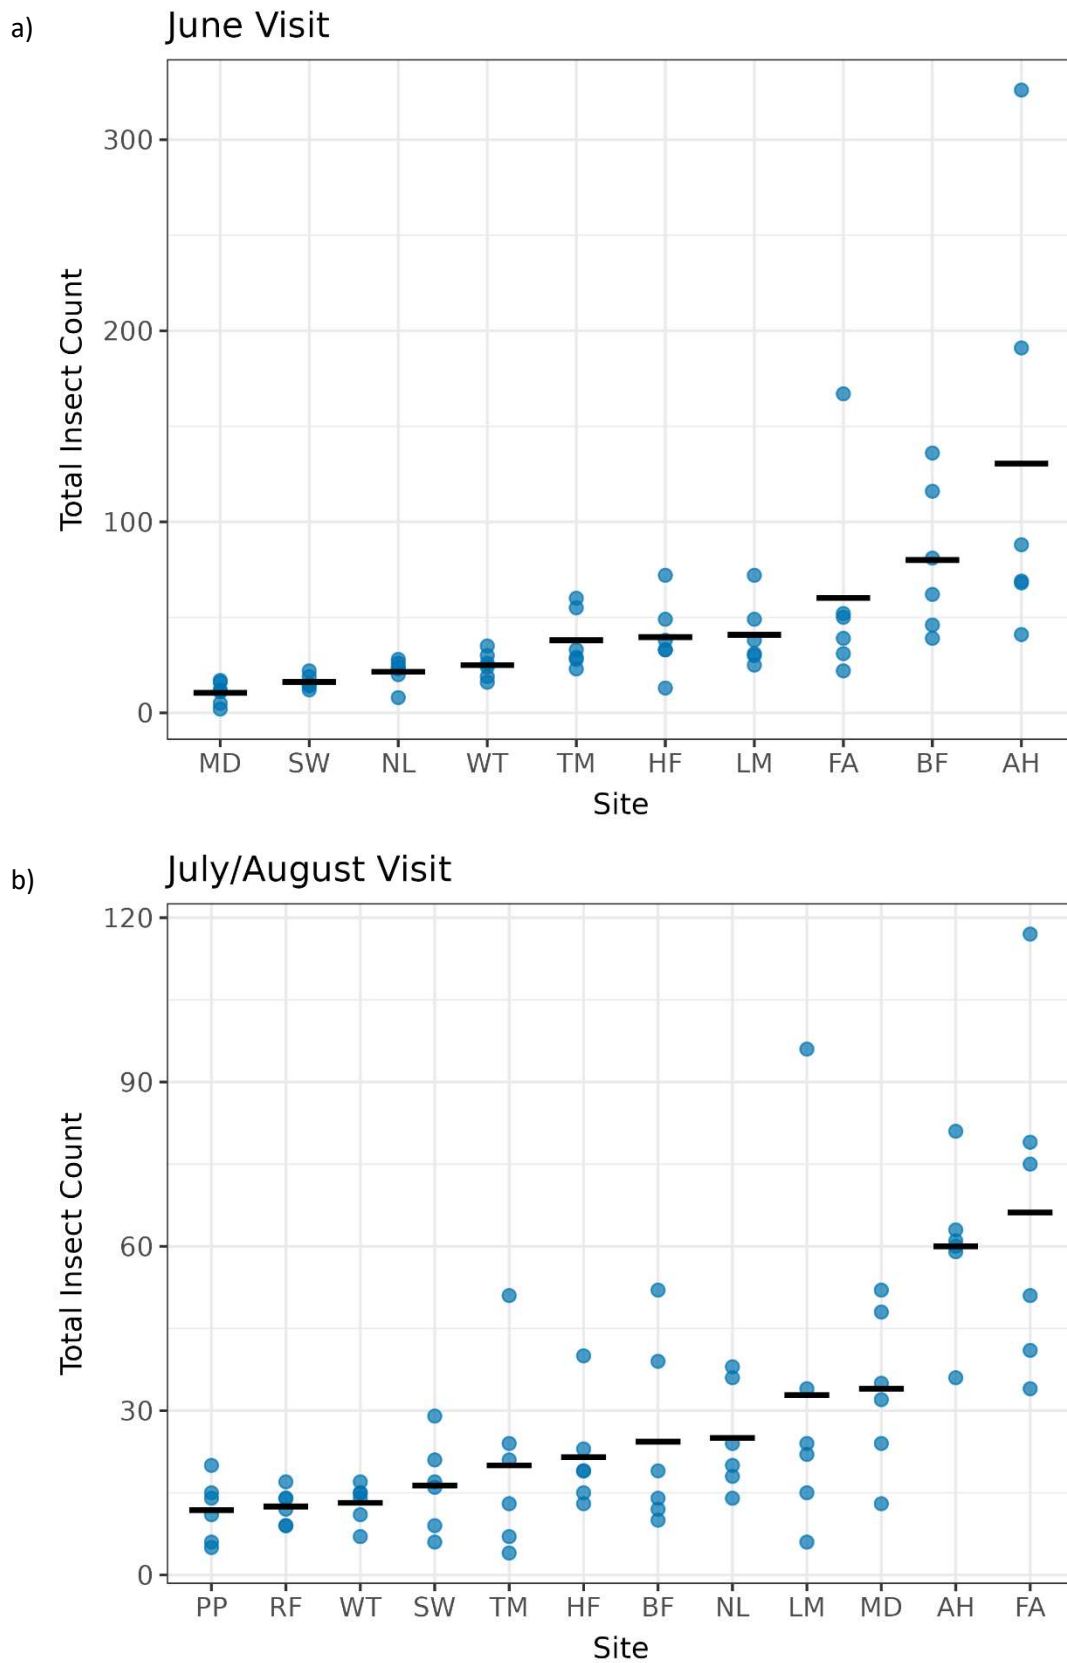 a)
June Visit
300
200
100
0
Total Insect Count
MD SW NL WT TM HF LM FA BF AH
Site
b)
July/August Visit
120
90
60
30
0
Total Insect Count
PP RF WT SW TM HF BF NL LM MD AH FA
Site